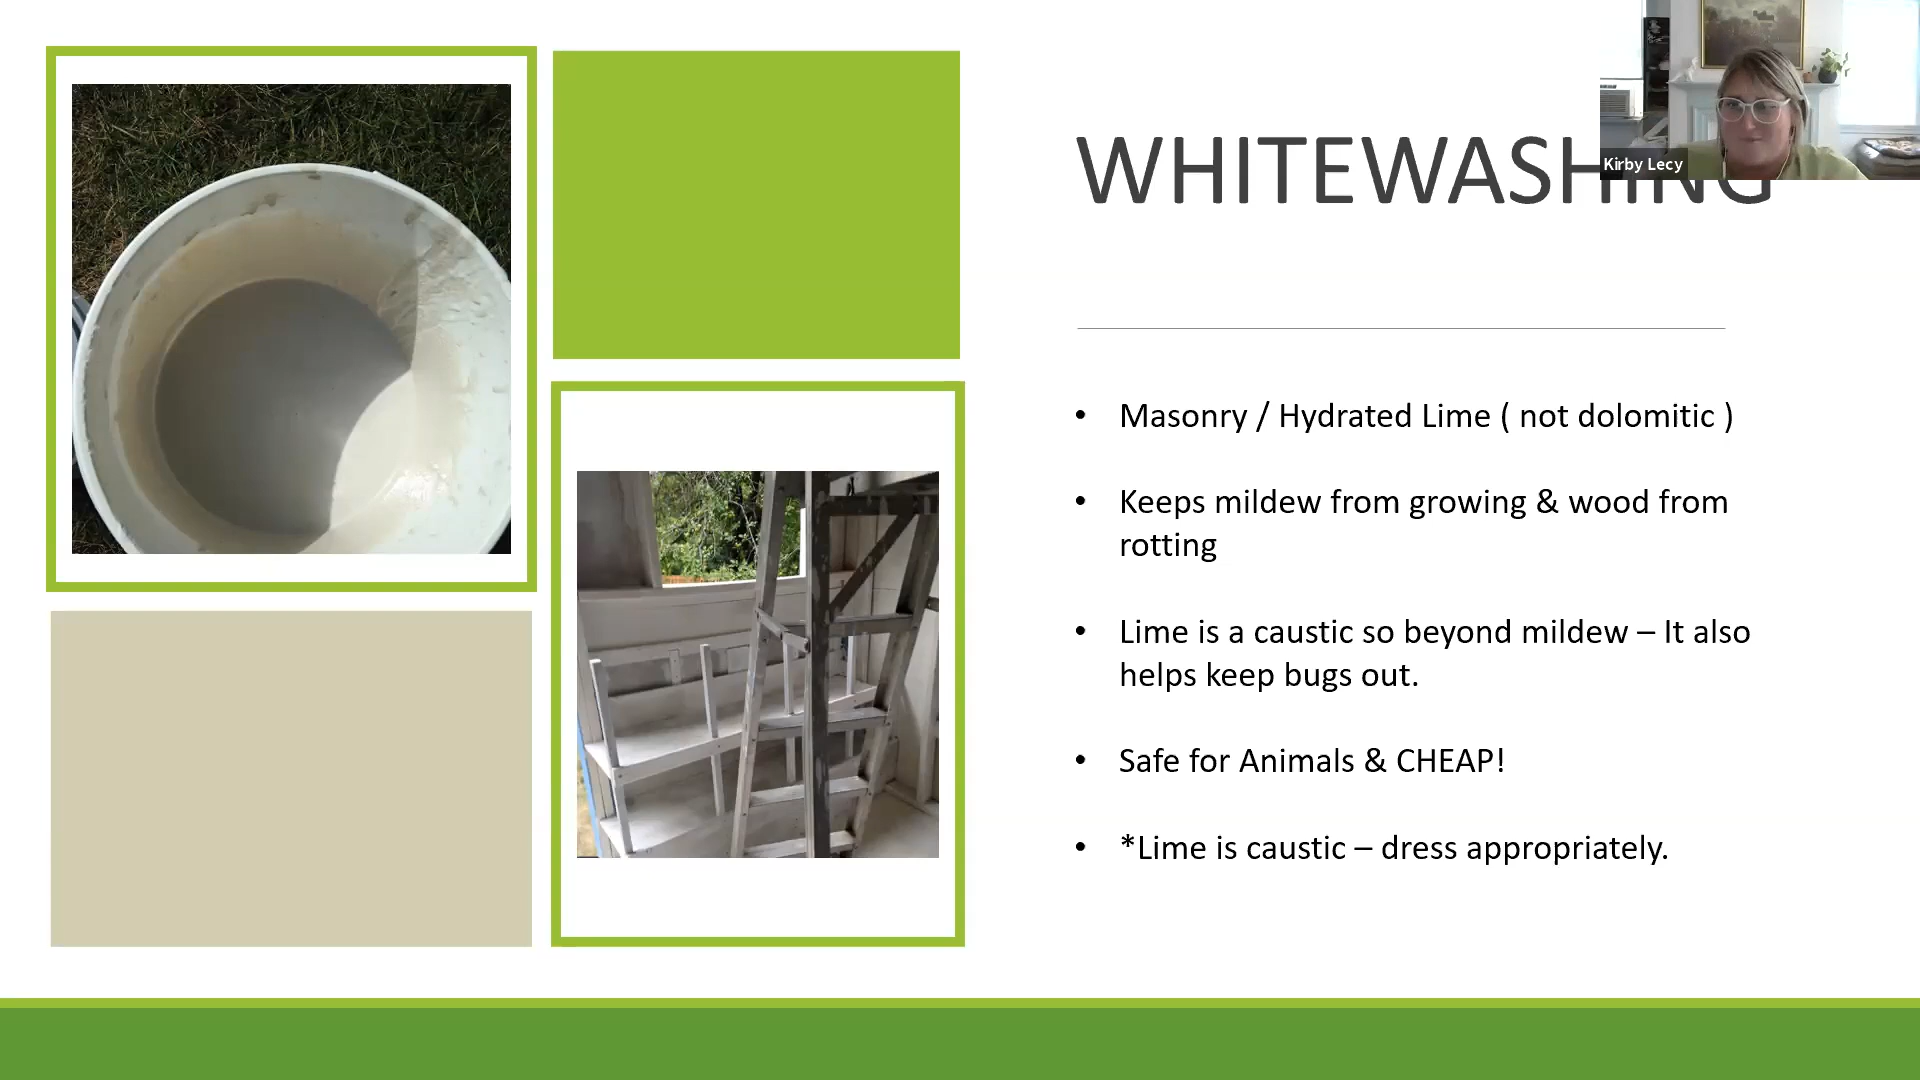 WHITEWASHING
Kirby Lecy
• Masonry / Hydrated Lime ( not dolomitic )
• Keeps mildew from growing & wood from
rotting
• Lime is a caustic so beyond mildew – It also
helps keep bugs out.
• Safe for Animals & CHEAP!
• *Lime is caustic – dress appropriately.